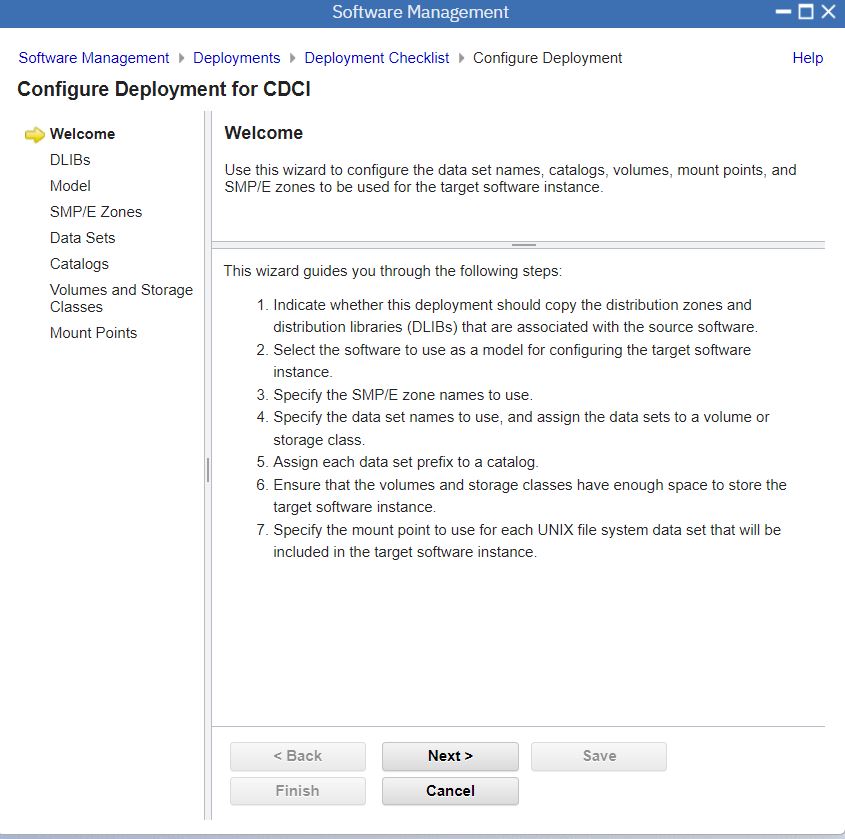 Software Management
Software Management Deployments Deployment Checklist Configure Deployment Help
Configure Deployment for CDCI
Welcome
DLIBs
Model
SMP/E Zones
Data Sets
Catalogs
Volumes and Storage
Classes
Mount Points
Welcome
Use this wizard to configure the data set names, catalogs, volumes, mount points, and
SMP/E zones to be used for the target software instance.
This wizard guides you through the following steps:
1. Indicate whether this deployment should copy the distribution zones and
distribution libraries (DLIBs) that are associated with the source software.
2. Select the software to use as a model for configuring the target software
instance.
3. Specify the SMP/E zone names to use.
4. Specify the data set names to use, and assign the data sets to a volume or
storage class.
5. Assign each data set prefix to a catalog.
6. Ensure that the volumes and storage classes have enough space to store the
target software instance.
7. Specify the mount point to use for each UNIX file system data set that will be
included in the target software instance.
< Back Next > Save
Finish Cancel